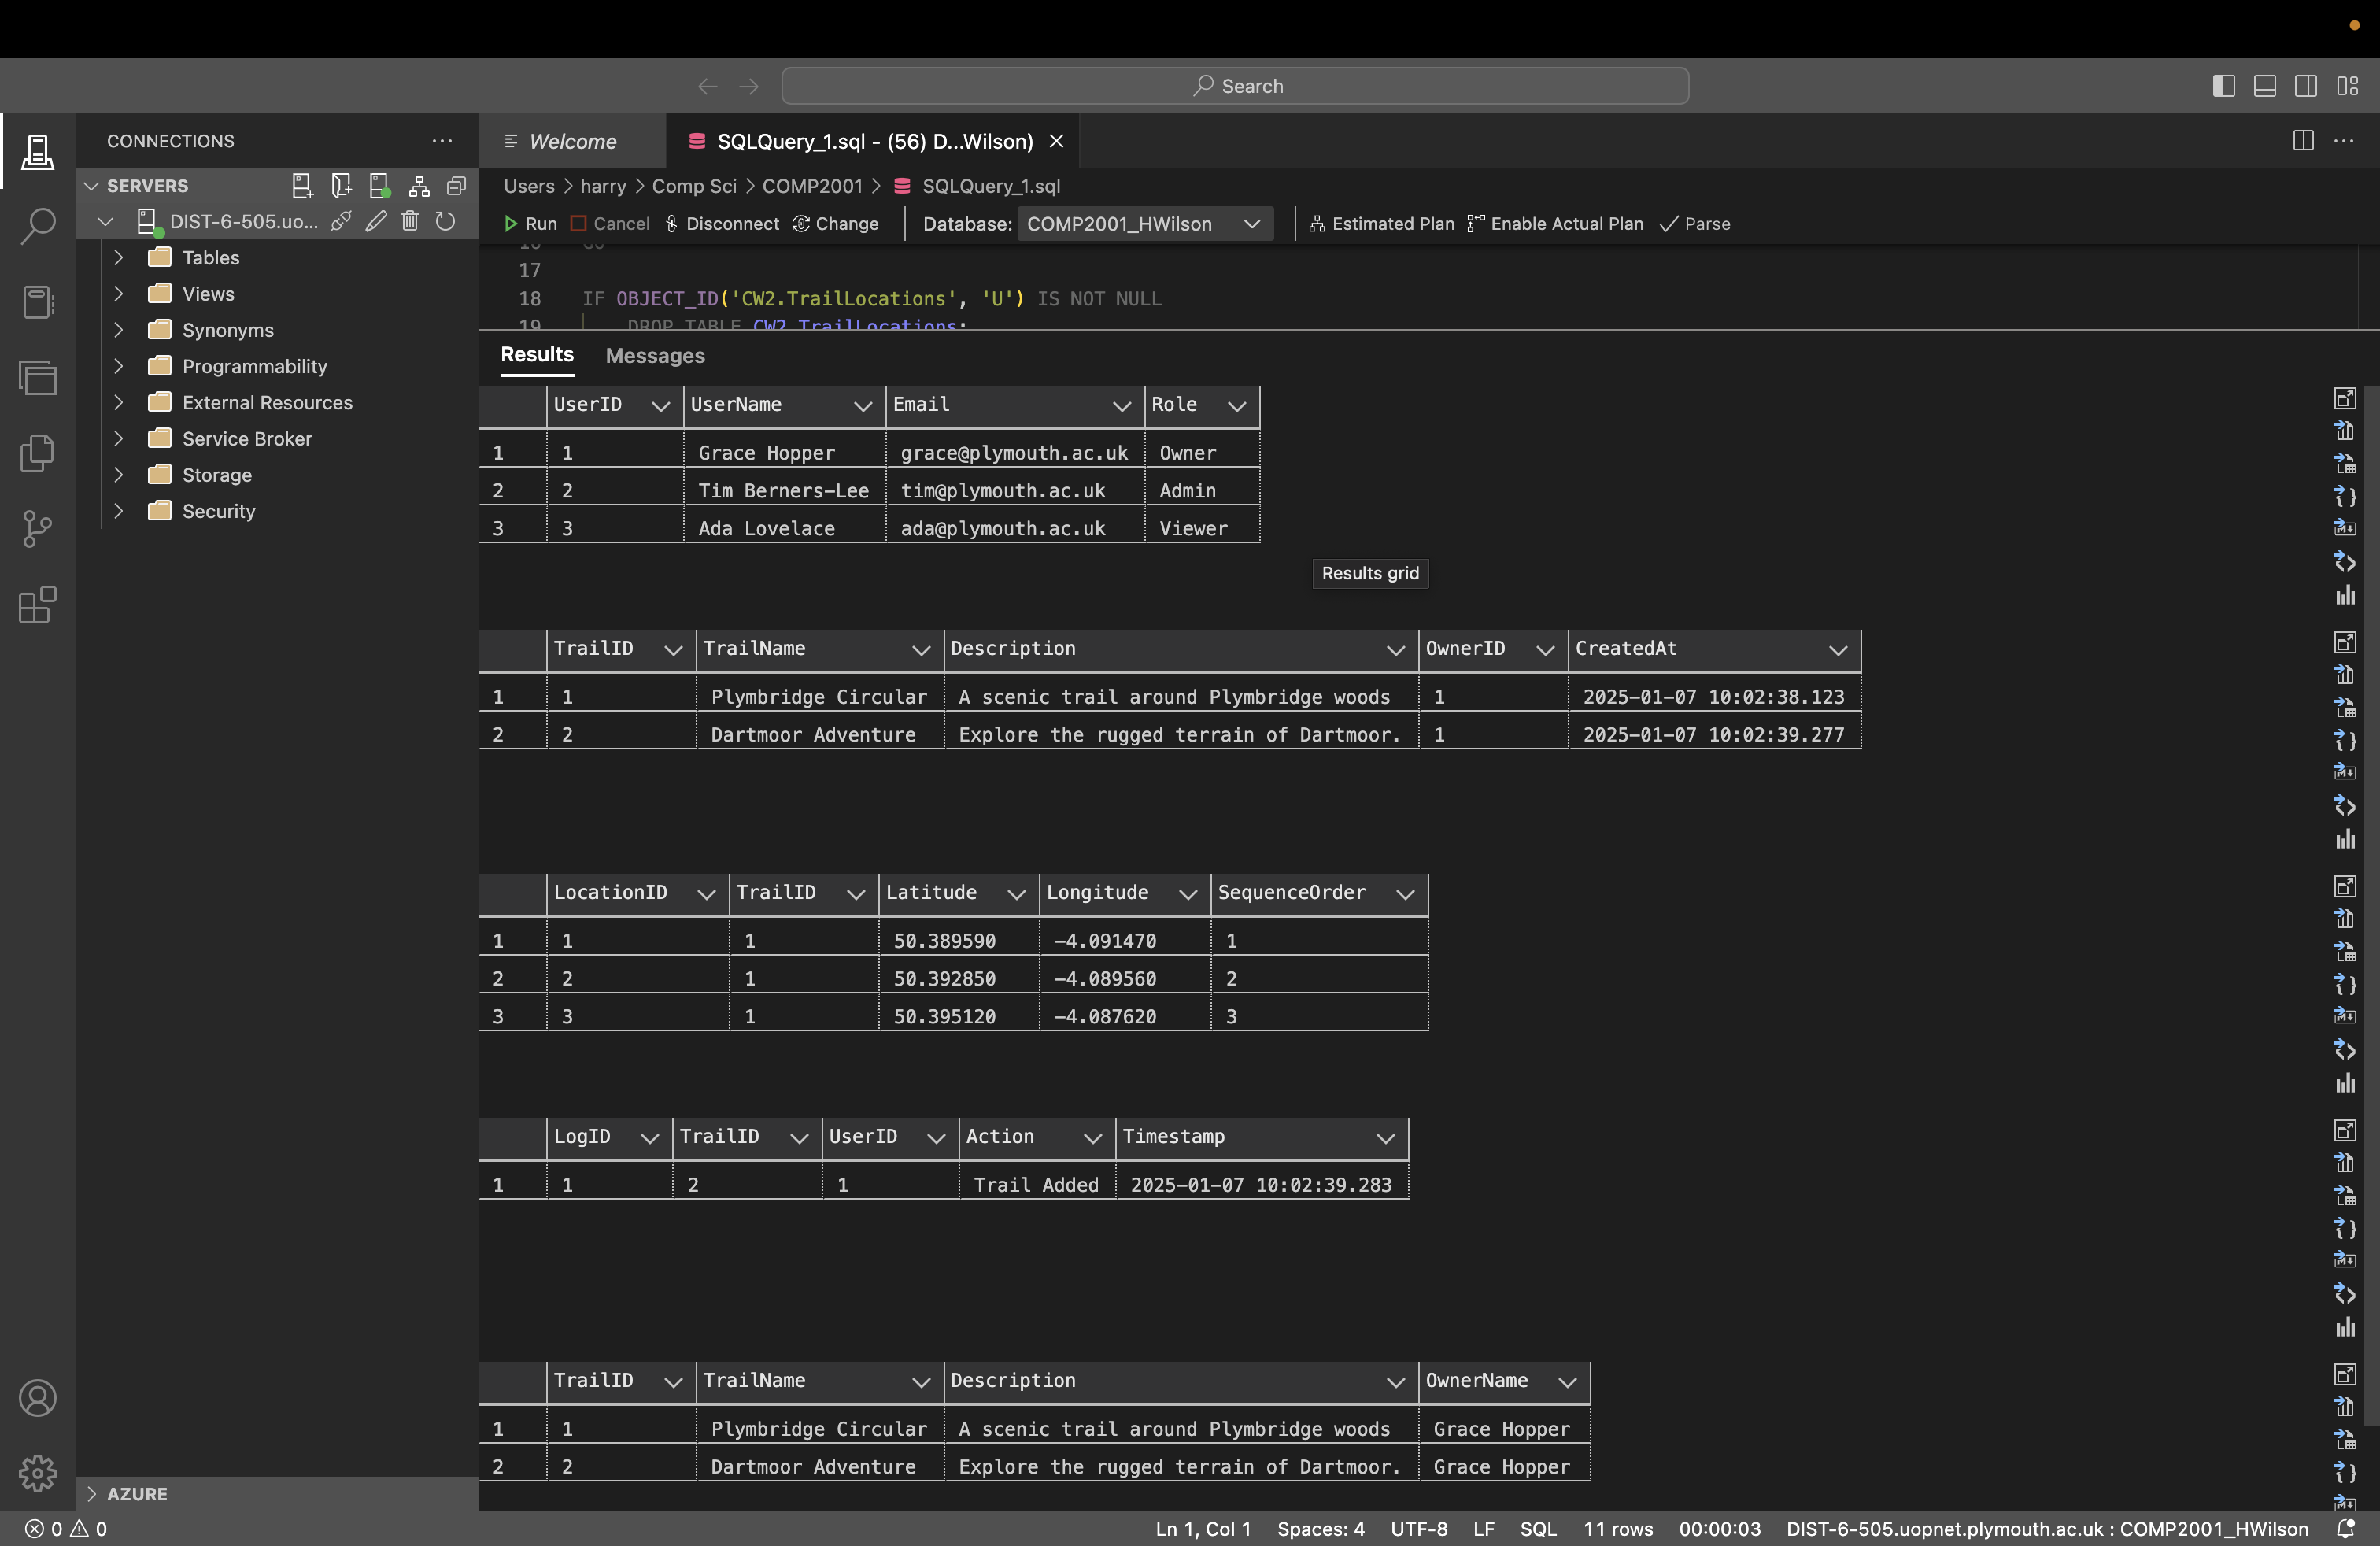 Search
CONNECTIONS
Welcome
SQLQuery_1.sql - (56) D...Wilson)
SERVERS
Users > harry > Comp Sci > COMP2001 > SQLQuery_1.sql
DIST-6-505.uo...
Run Cancel Disconnect Change Database: COMP2001_HWilson Estimated Plan Enable Actual Plan Parse
Tables
Views
Synonyms
Programmability
External Resources
Service Broker
Storage
Security
16 GO
17
18 IF OBJECT_ID('CW2.TrailLocations', 'U') IS NOT NULL
19 DROP TABLE CW2.TrailLocations;
Results Messages
UserID UserName Email Role
1 1 Grace Hopper grace@plymouth.ac.uk Owner
2 2 Tim Berners-Lee tim@plymouth.ac.uk Admin
3 3 Ada Lovelace ada@plymouth.ac.uk Viewer
Results grid
TrailID TrailName Description OwnerID CreatedAt
1 1 Plymbridge Circular A scenic trail around Plymbridge woods 1 2025-01-07 10:02:38.123
2 2 Dartmoor Adventure Explore the rugged terrain of Dartmoor. 1 2025-01-07 10:02:39.277
LocationID TrailID Latitude Longitude SequenceOrder
1 1 1 50.389590 -4.091470 1
2 2 1 50.392850 -4.089560 2
3 3 1 50.395120 -4.087620 3
LogID TrailID UserID Action Timestamp
1 1 2 1 Trail Added 2025-01-07 10:02:39.283
TrailID TrailName Description OwnerName
1 1 Plymbridge Circular A scenic trail around Plymbridge woods Grace Hopper
2 2 Dartmoor Adventure Explore the rugged terrain of Dartmoor. Grace Hopper
AZURE
0 0 Ln 1, Col 1 Spaces: 4 UTF-8 LF SQL 11 rows 00:00:03 DIST-6-505.uopnet.plymouth.ac.uk : COMP2001_HWilson